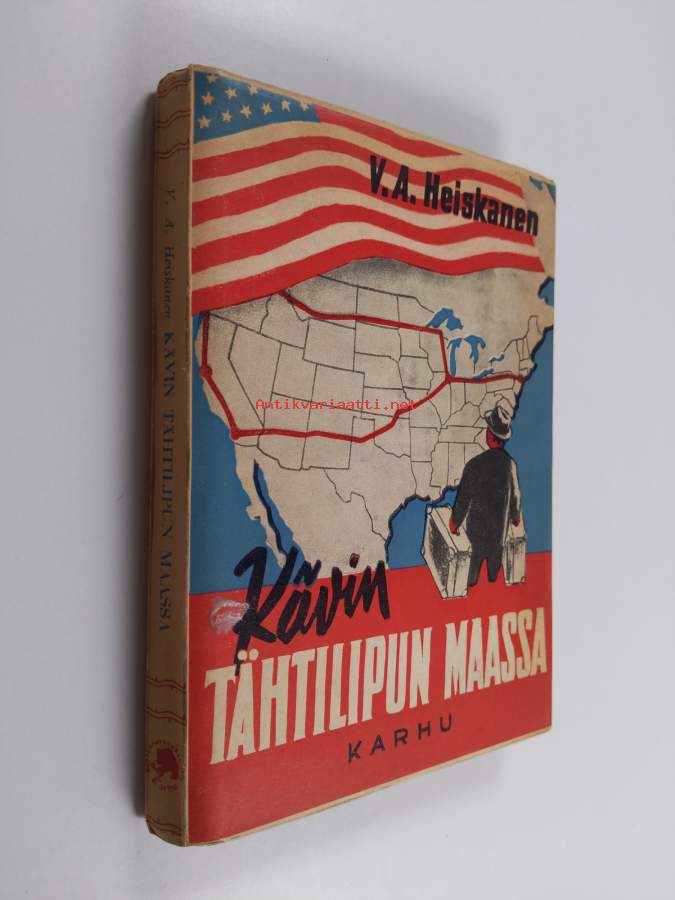 V. A. Heiskanen
Antikvariaatti.net
Kävin
TÄHTILIPUN MAASSA
KARHU
V. A. Heiskanen KÄVIN TÄHTILIPUN MAASSA